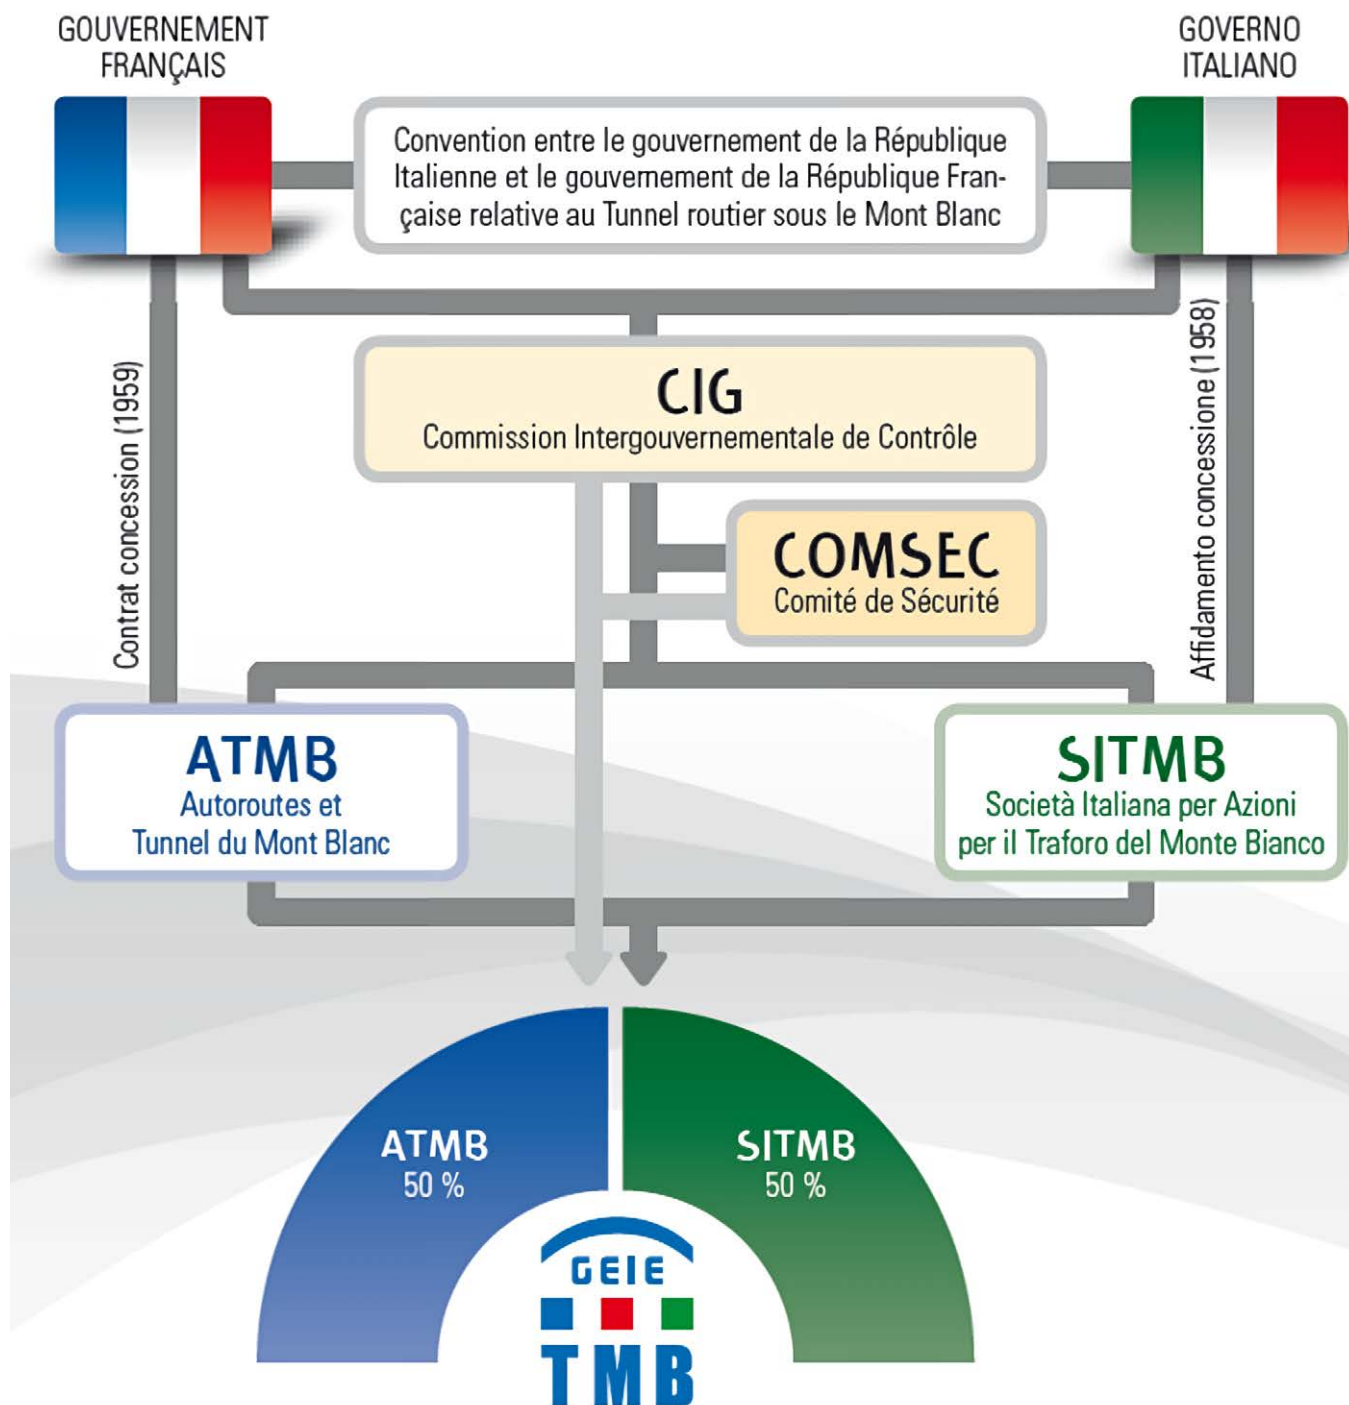 GOUVERNEMENT
FRANÇAIS
GOVERNO
ITALIANO
Convention entre le gouvernement de la République
Italienne et le gouvernement de la République Fran-
çaise relative au Tunnel routier sous le Mont Blanc
Contrat concession (1959)
Affidamento concessione (1958)
CIG
Commission Intergouvernementale de Contrôle
COMSEC
Comité de Sécurité
ATMB
Autoroutes et
Tunnel du Mont Blanc
SITMB
Società Italiana per Azioni
per il Traforo del Monte Bianco
ATMB
50 %
SITMB
50 %
GEIE
TMB